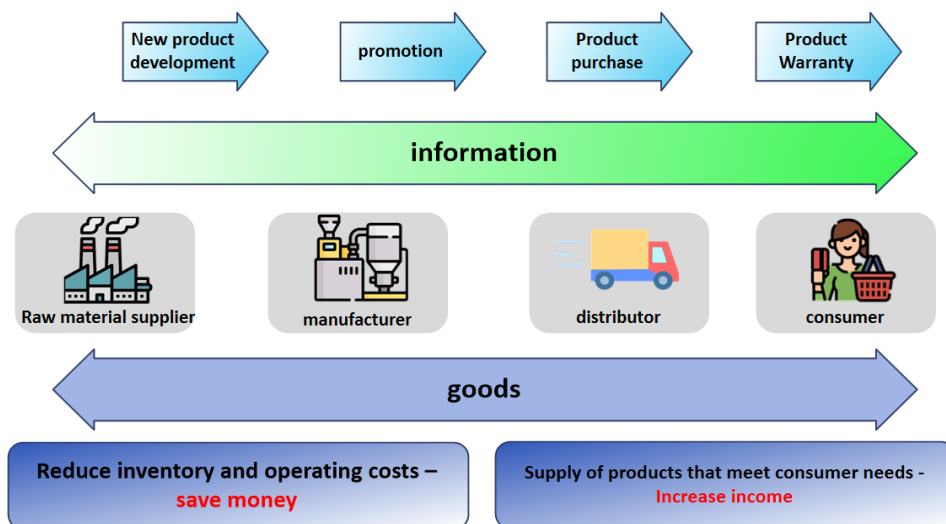 New product
development
promotion
Product
purchase
Product
Warranty
information
Raw material supplier
manufacturer
distributor
consumer
goods
Reduce inventory and operating costs –
save money
Supply of products that meet consumer needs -
Increase income